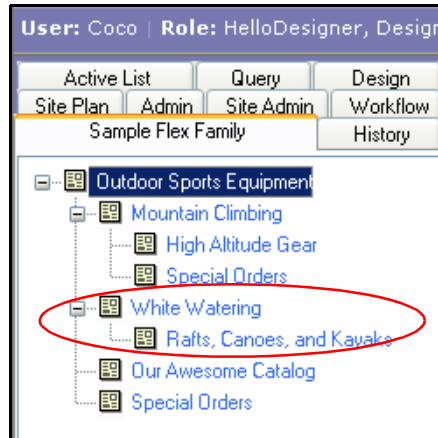 User: Coco | Role: HelloDesigner, Design
Active List Query Design
Site Plan Admin Site Admin Workflow
Sample Flex Family History
Outdoor Sports Equipment
Mountain Climbing
High Altitude Gear
Special Orders
White Watering
Rafts, Canoes, and Kayaks
Our Awesome Catalog
Special Orders